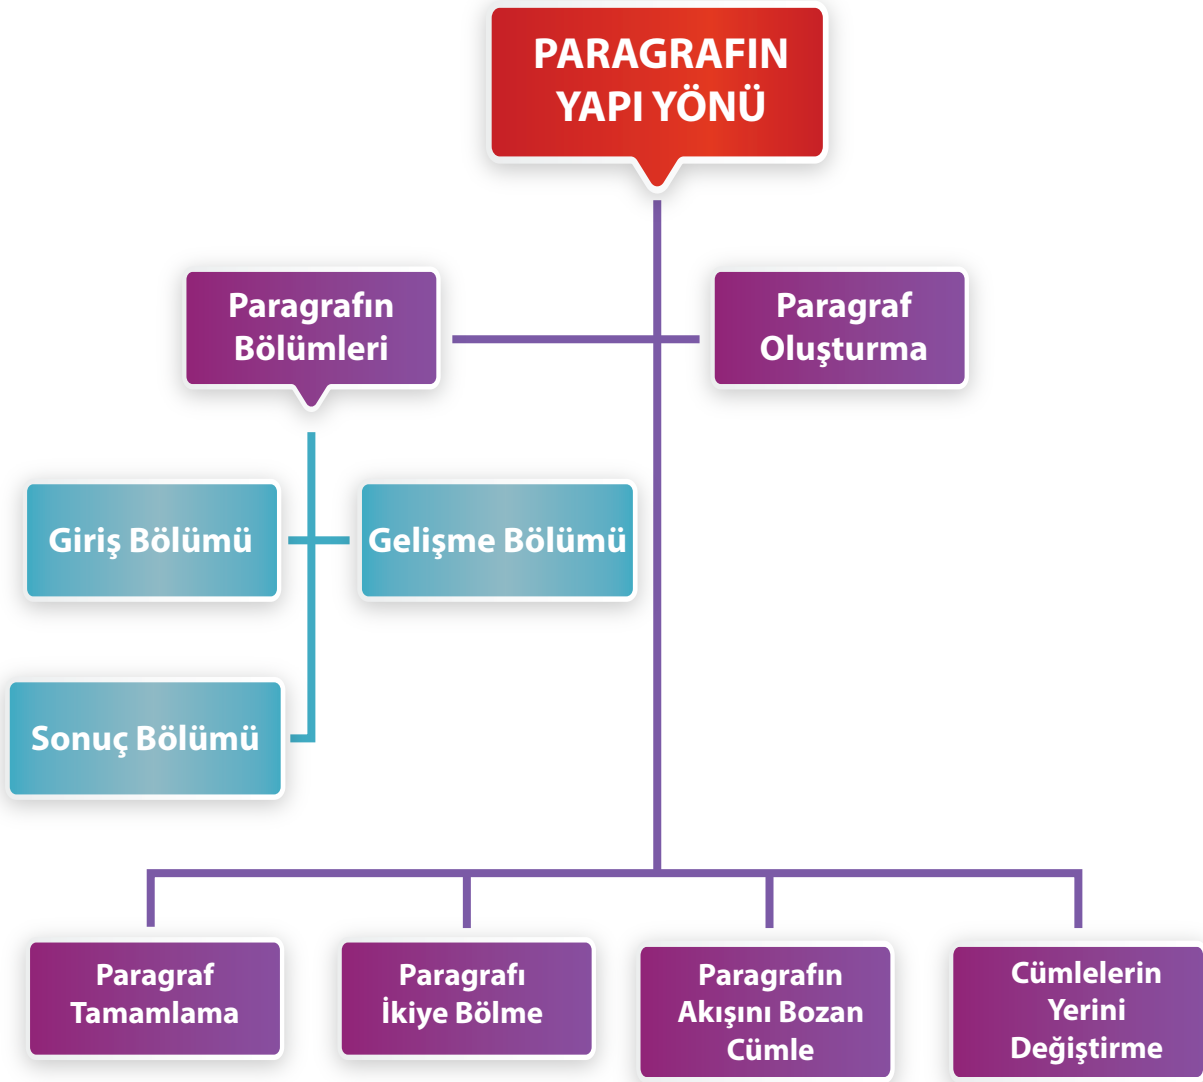 PARAGRAFIN
YAPI YÖNÜ
Paragrafın
Bölümleri
Paragraf
Oluşturma
Giriş Bölümü
Gelişme Bölümü
Sonuç Bölümü
Paragraf
Tamamlama
Paragrafı
İkiye Bölme
Paragrafın
Akışını Bozan
Cümle
Cümlelerin
Yerini
Değiştirme